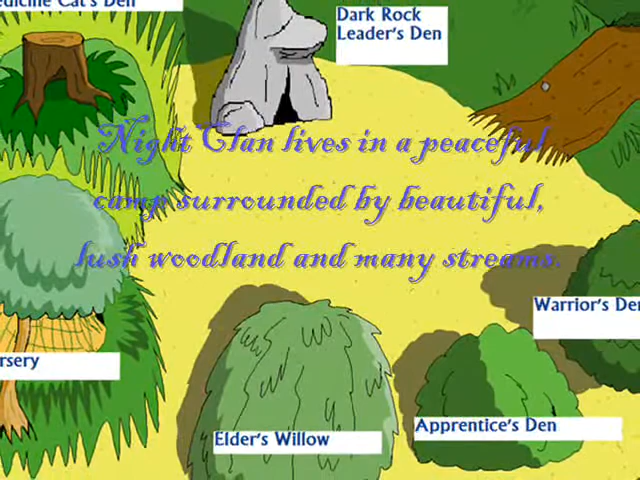 edicine Cat's Den
Dark Rock
Leader's Den
Night Clan lives in a peaceful
camp surrounded by beautiful,
lush woodland and many streams.
Warrior's Den
rsery
Apprentice's Den
Elder's Willow